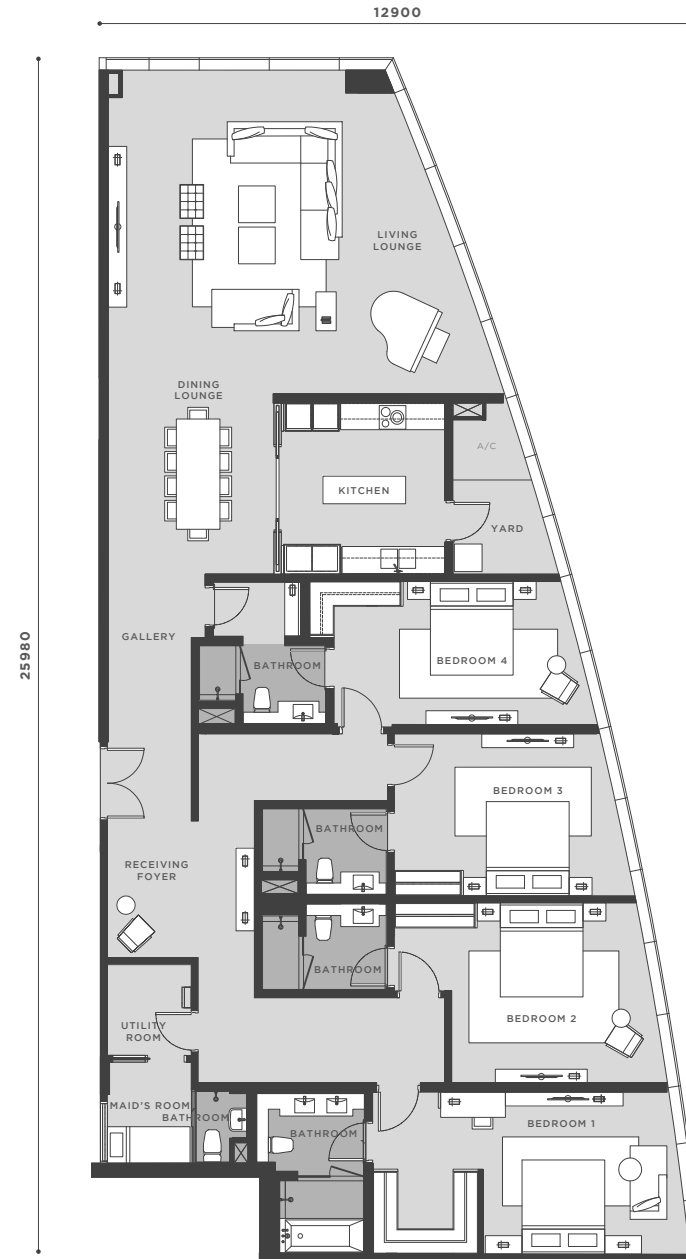 12900
25980
LIVING
LOUNGE
DINING
LOUNGE
A/C
KITCHEN
YARD
GALLERY
BATHROOM
BEDROOM 4
BEDROOM 3
BATHROOM
RECEIVING
FOYER
BATHROOM
BEDROOM 2
UTILITY
ROOM
MAID'S ROOM
BATHROOM
BATHROOM
BEDROOM 1